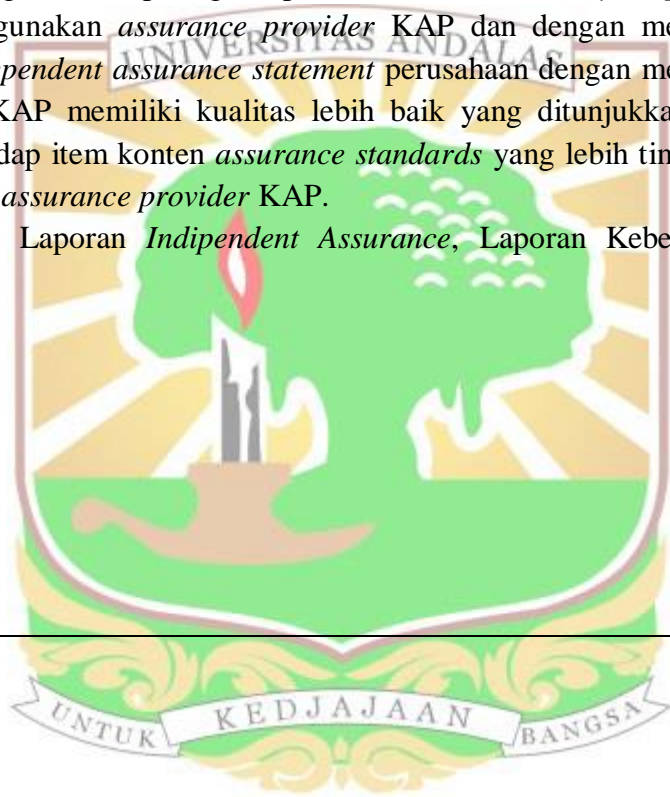 gunakan assurance provider KAP dan dengan me
UNIVERSITAS ANDALAS
pendent assurance statement perusahaan dengan me
KAP memiliki kualitas lebih baik yang ditunjukka
dap item konten assurance standards yang lebih tin
assurance provider KAP.
Laporan Indipendent Assurance, Laporan Kebe
UNTUK KEDJAJAAN BANGSA